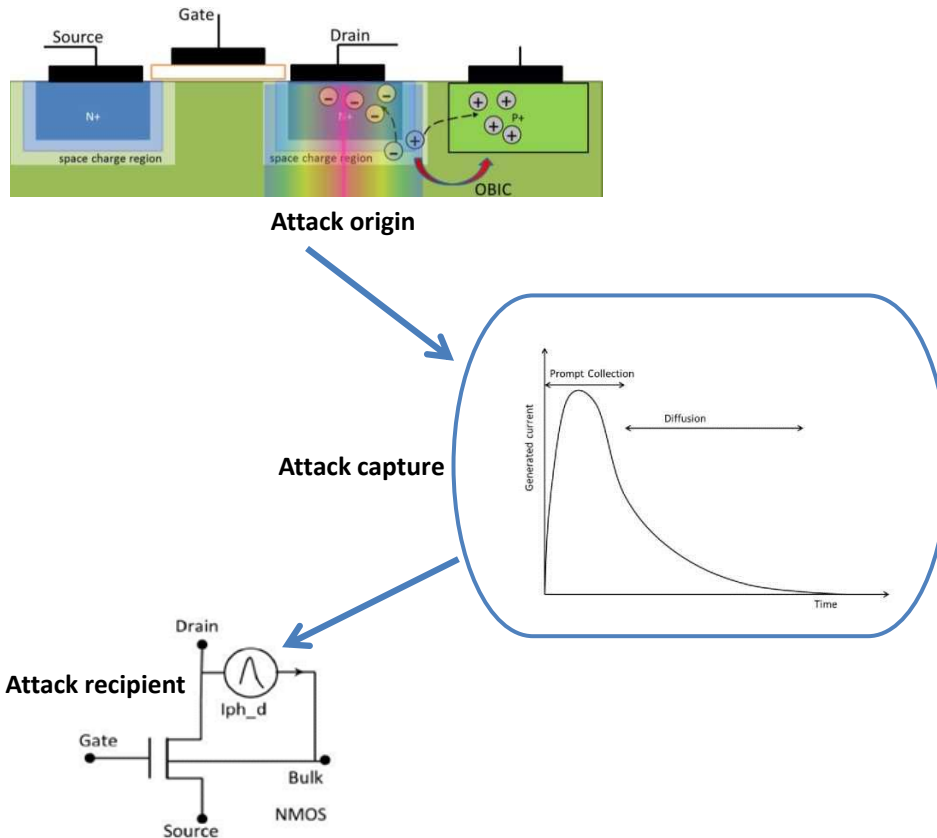 Gate
Source
Drain
N+
N+
P+
space charge region
space charge region
OBIC
Attack origin
Prompt Collection
Diffusion
Generated current
Attack capture
Time
Drain
Attack recipient
Iph_d
Gate
Bulk
NMOS
Source